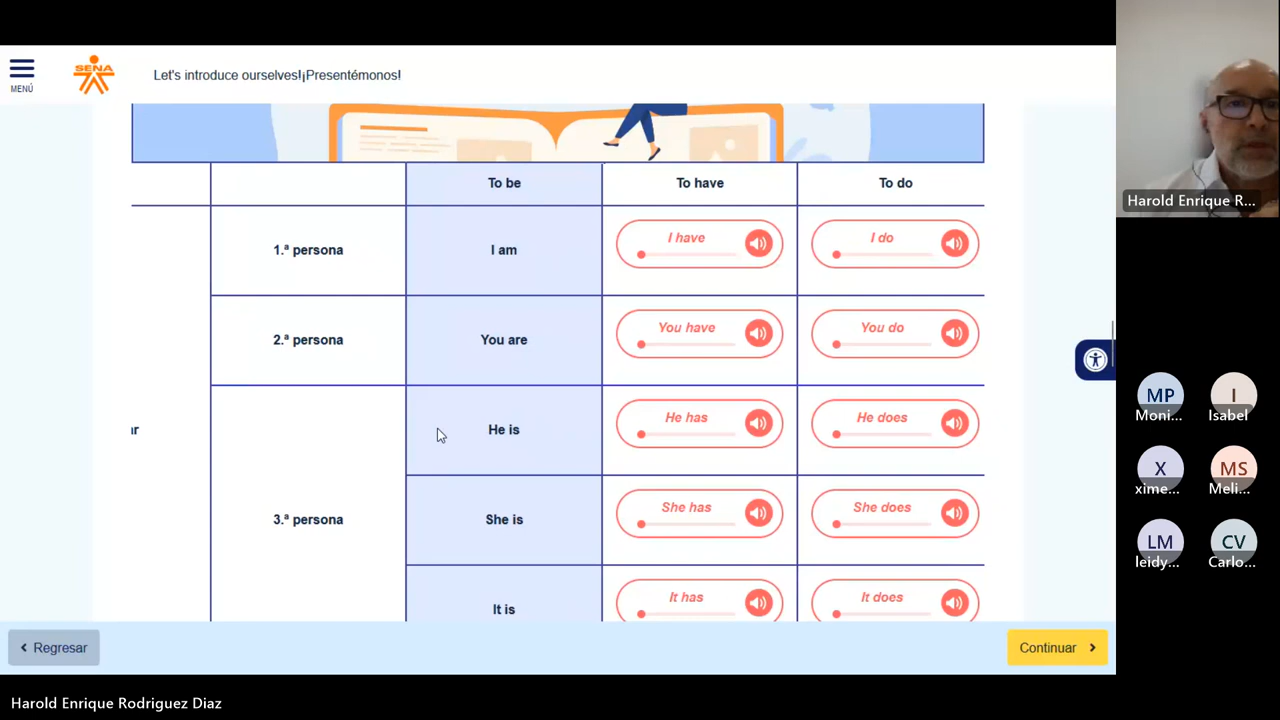 MENÚ
SENA
Let's introduce ourselves!¡Presentémonos!
To be
To have
To do
1.ª persona
I am
I have
I do
2.ª persona
You are
You have
You do
ar
3.ª persona
He is
He has
He does
She is
She has
She does
It is
It has
It does
Regresar
Continuar
Harold Enrique R...
MP
Moni...
I
Isabel
X
xime...
MS
Meli...
LM
leidy...
CV
Carlo...
Harold Enrique Rodriguez Diaz